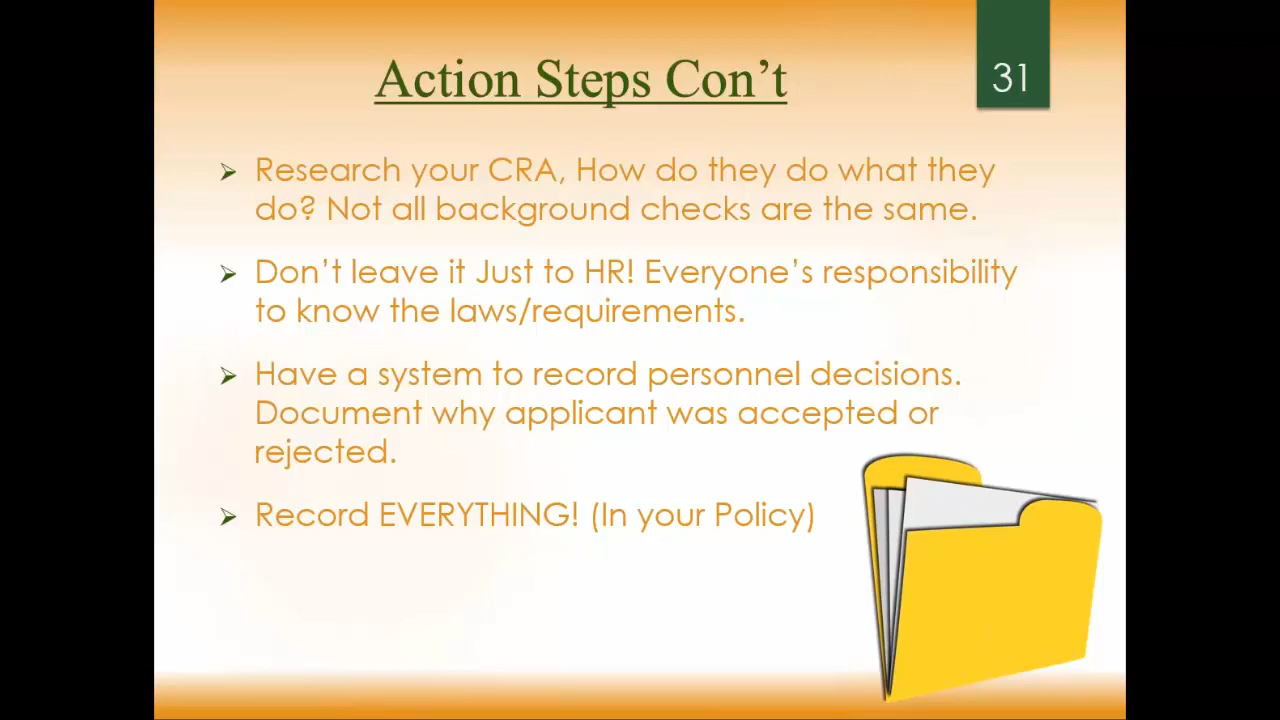 Action Steps Con’t
31
➢ Research your CRA, How do they do what they
do? Not all background checks are the same.
➢ Don’t leave it Just to HR! Everyone’s responsibility
to know the laws/requirements.
➢ Have a system to record personnel decisions.
Document why applicant was accepted or
rejected.
➢ Record EVERYTHING! (In your Policy)